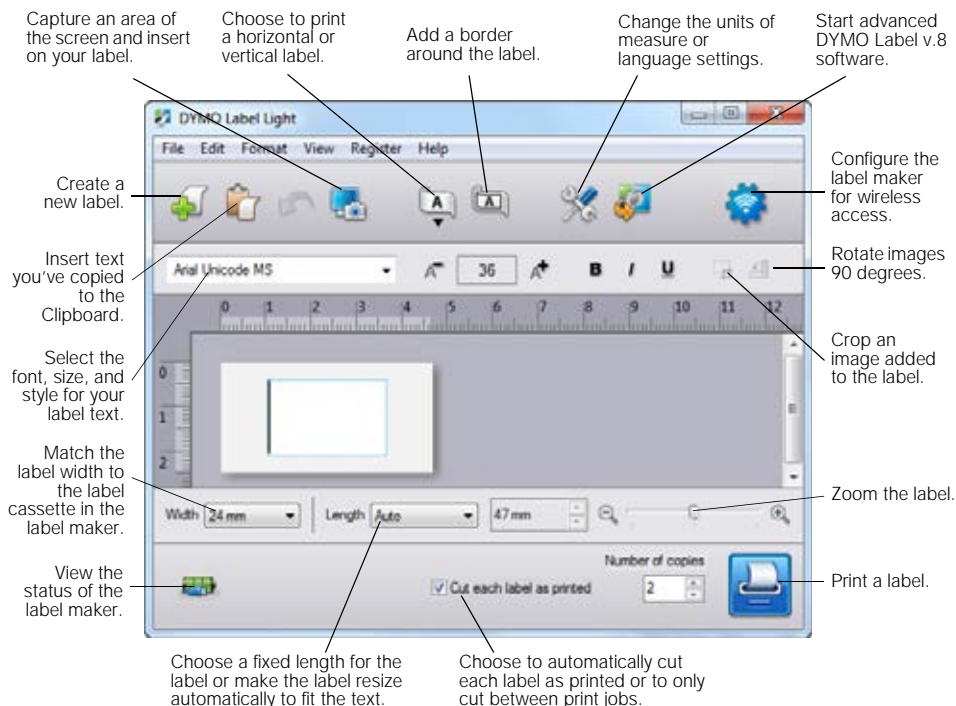 Capture an area of
the screen and insert
on your label.
Choose to print
a horizontal or
vertical label.
Add a border
around the label.
Change the units of
measure or
language settings.
Start advanced
DYMO Label v.8
software.
DYMO Label Light
File Edit Format View Register Help
Create a
new label.
A
A
Configure the
label maker
for wireless
access.
Insert text
you've copied
to the
Clipboard.
Arial Unicode MS
A 36 A B I U
Rotate images
90 degrees.
0 1 2 3 4 5 6 7 8 9 10 11 12
Select the
font, size, and
style for your
label text.
0
1
2
Crop an
image added
to the label.
Match the
label width to
the label
cassette in the
label maker.
Width 24 mm Length Auto 47 mm
Zoom the label.
View the
status of the
label maker.
Cut each label as printed
Number of copies
2
Print a label.
Choose a fixed length for the
label or make the label resize
automatically to fit the text.
Choose to automatically cut
each label as printed or to only
cut between print jobs.